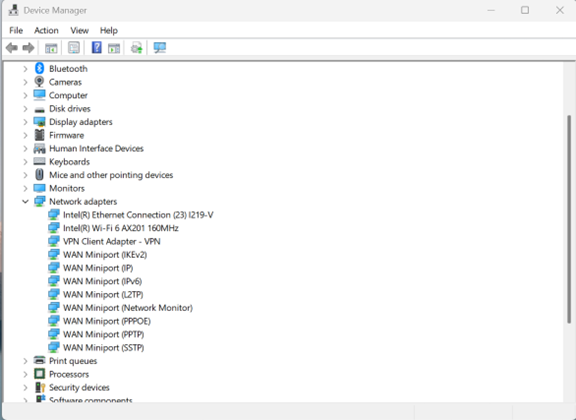 Device Manager
File Action View Help
Bluetooth
Cameras
Computer
Disk drives
Display adapters
Firmware
Human Interface Devices
Keyboards
Mice and other pointing devices
Monitors
Network adapters
Intel(R) Ethernet Connection (23) I219-V
Intel(R) Wi-Fi 6 AX201 160MHz
VPN Client Adapter - VPN
WAN Miniport (IKEv2)
WAN Miniport (IP)
WAN Miniport (IPv6)
WAN Miniport (L2TP)
WAN Miniport (Network Monitor)
WAN Miniport (PPPOE)
WAN Miniport (PPTP)
WAN Miniport (SSTP)
Print queues
Processors
Security devices
Software components